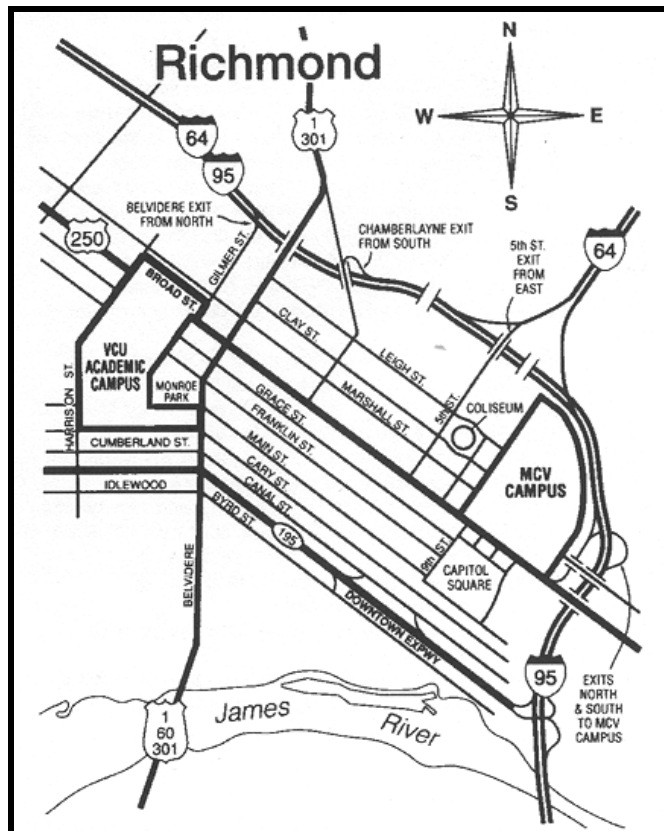 Richmond
N
W
E
S
1
301
64
95
BELVIDERE EXIT
FROM NORTH
CHAMBERLAYNE EXIT
FROM SOUTH
5th ST.
EXIT
FROM
EAST
64
250
GILMER ST.
BROAD ST.
CLAY ST.
LEIGH ST.
MARSHALL ST.
5th ST.
COLISEUM
VCU
ACADEMIC
CAMPUS
MONROE
PARK
HARRISON ST.
GRACE ST.
FRANKLIN ST.
MAIN ST.
CARY ST.
CANAL ST.
BYRD ST.
CUMBERLAND ST.
IDLEWOOD
MCV
CAMPUS
9th ST.
CAPITOL
SQUARE
195
BELVIDERE
DOWNTOWN EXPWY
95
EXITS
NORTH
& SOUTH
TO MCV
CAMPUS
James River
1
60
301